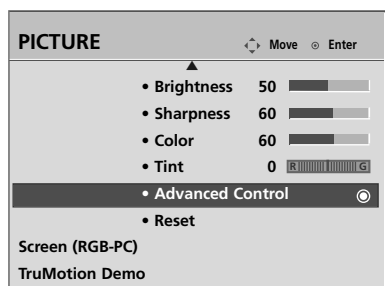 PICTURE Move Enter
• Brightness 50
• Sharpness 60
• Color 60
• Tint 0 R G
• Advanced Control
• Reset
Screen (RGB-PC)
TruMotion Demo